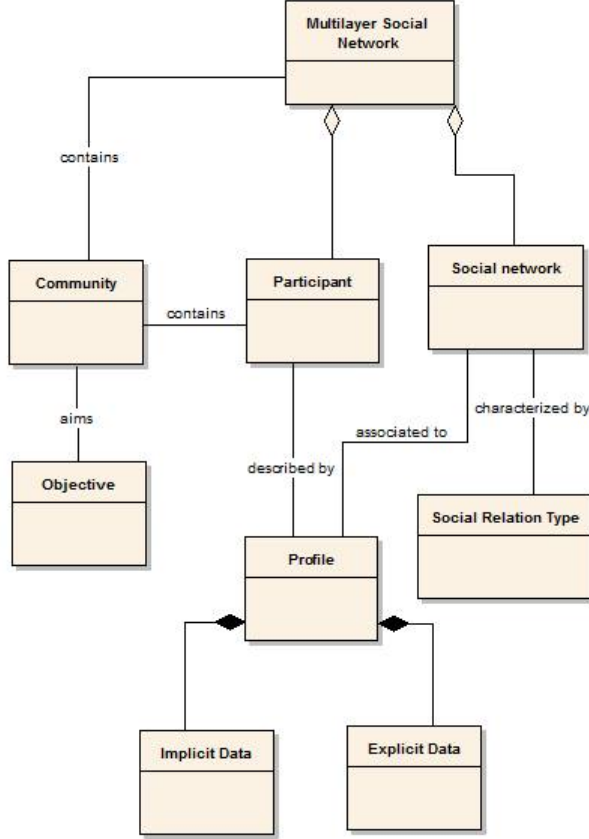 Multilayer Social
Network
contains
Community
contains
Participant
Social network
aims
described by
associated to
characterized by
Objective
Profile
Social Relation Type
Implicit Data
Explicit Data